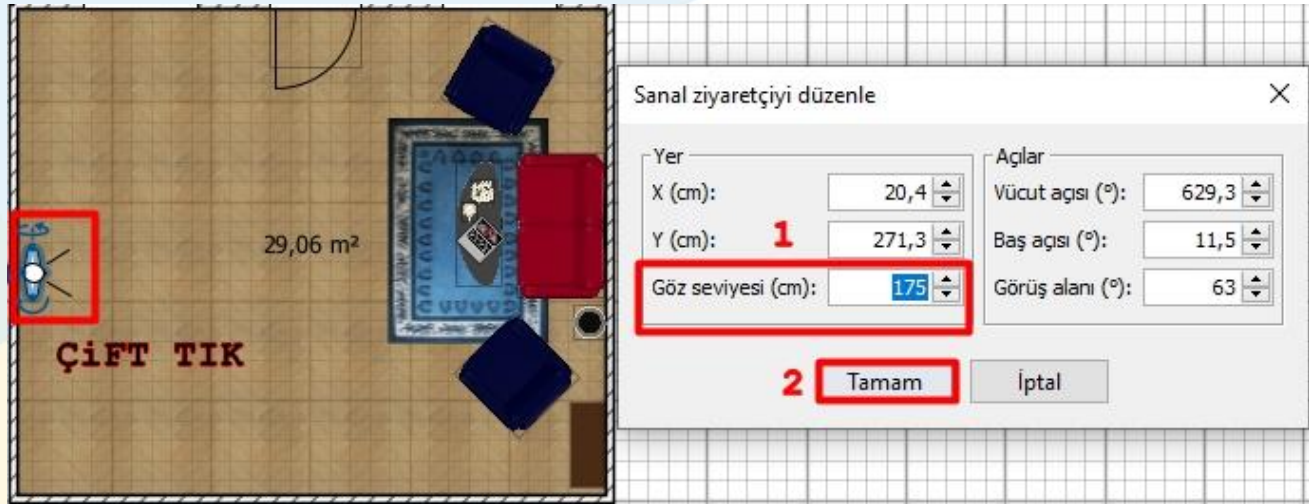 29,06 m²
ÇiFT TIK
Sanal ziyaretçiyi düzenle
Yer
X (cm): 20,4
Y (cm): 271,3
1
Göz seviyesi (cm): 175
Açılar
Vücut açısı (º): 629,3
Baş açısı (º): 11,5
Görüş alanı (º): 63
2
Tamam
İptal